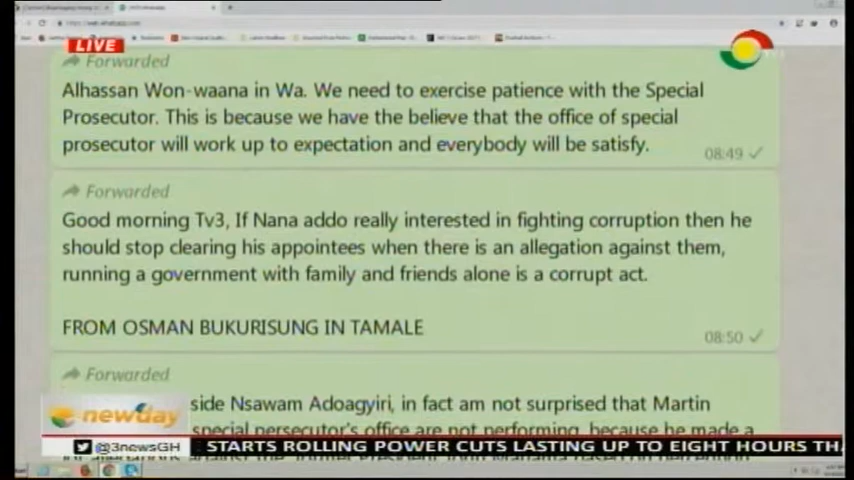 LIVE
Forwarded
Alhassan Won-waana in Wa. We need to exercise patience with the Special
Prosecutor. This is because we have the believe that the office of special
prosecutor will work up to expectation and everybody will be satisfy.
08:49
Forwarded
Good morning Tv3, If Nana addo really interested in fighting corruption then he
should stop clearing his appointees when there is an allegation against them,
running a government with family and friends alone is a corrupt act.
FROM OSMAN BUKURISUNG IN TAMALE
08:50
Forwarded
side Nsawam Adoagyiri, in fact am not surprised that Martin
special persecutor's office are not performing, because he made a
newday
@3newsGH
STARTS ROLLING POWER CUTS LASTING UP TO EIGHT HOURS THA